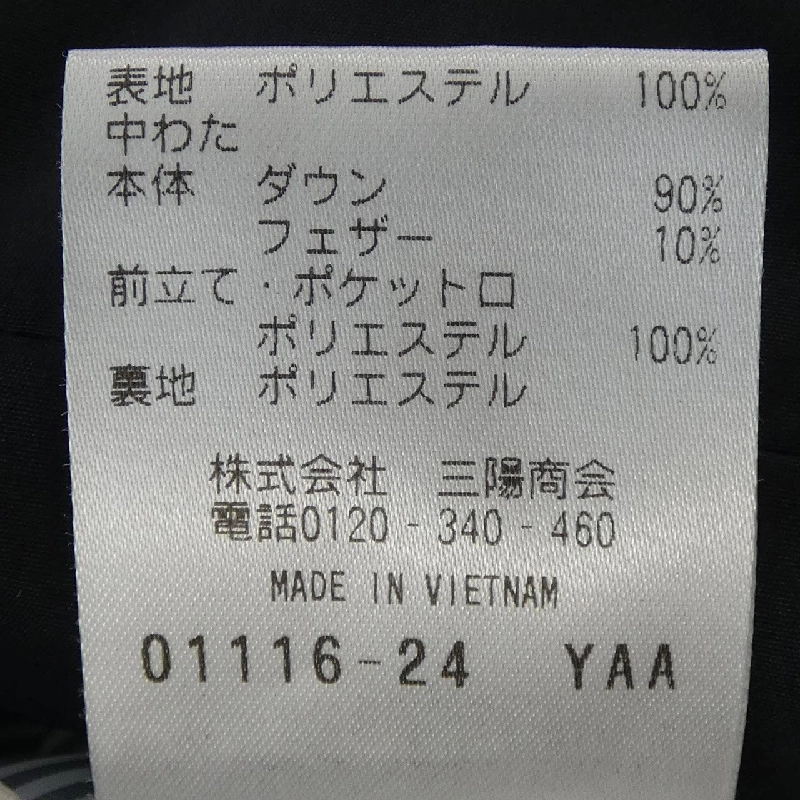 表地 ポリエステル 100%
中わた
本体 ダウン 90%
フェザー 10%
前立て・ポケット口
ポリエステル 100%
裏地 ポリエステル
株式会社 三陽商会
電話0120-340-460
MADE IN VIETNAM
01116-24 YAA